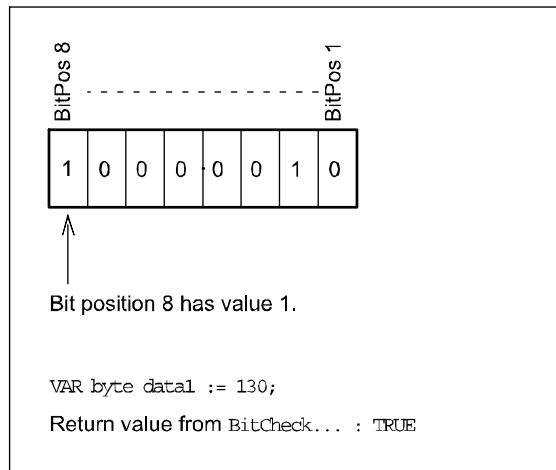 BitPos 8
BitPos 1
1 0 0 0 0 0 1 0
Bit position 8 has value 1.
VAR byte data1 := 130;
Return value from BitCheck... : TRUE